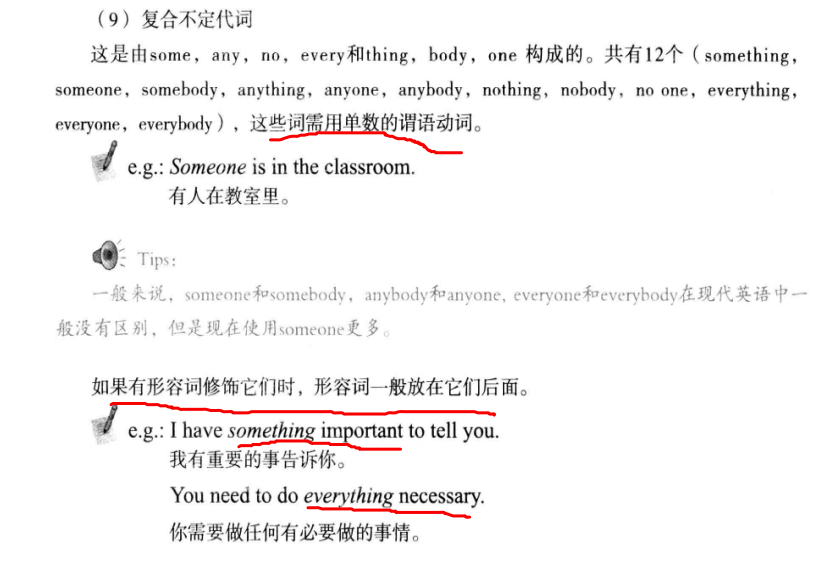 （9）复合不定代词
这是由some，any，no，every和thing，body，one 构成的。共有12个（something，
someone，somebody，anything，anyone，anybody，nothing，nobody，no one，everything，
everyone，everybody），这些词需用单数的谓语动词。
e.g.: Someone is in the classroom.
有人在教室里。
Tips:
一般来说，someone和somebody，anybody和anyone, everyone和everybody在现代英语中一
般没有区别，但是现在使用someone更多。
如果有形容词修饰它们时，形容词一般放在它们后面。
e.g.: I have something important to tell you.
我有重要的事告诉你。
You need to do everything necessary.
你需要做任何有必要做的事情。